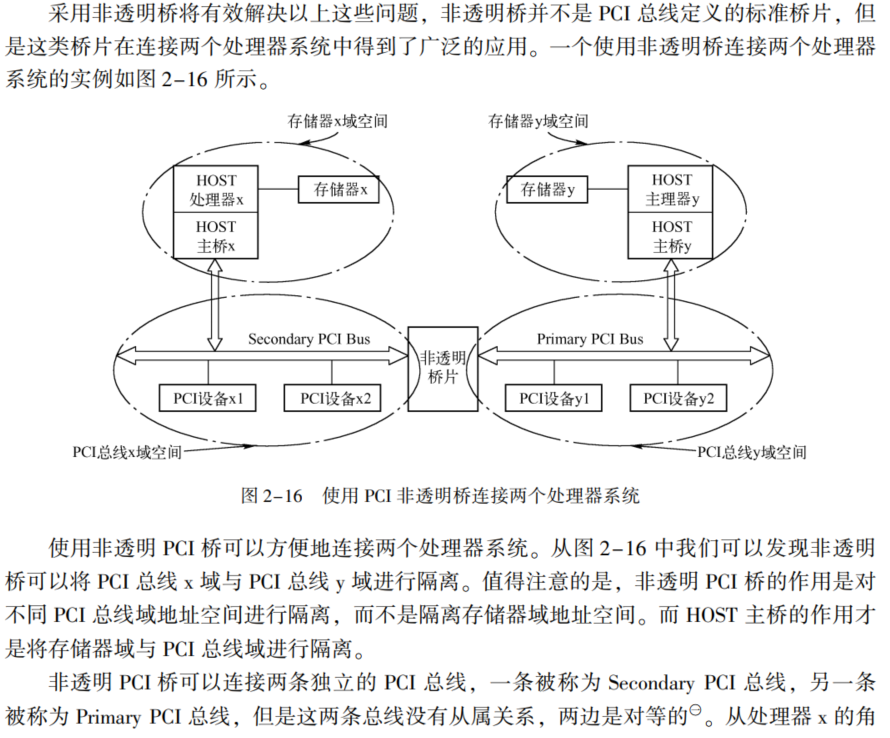 采用非透明桥将有效解决以上这些问题，非透明桥并不是 PCI 总线定义的标准桥片，但
是这类桥片在连接两个处理器系统中得到了广泛的应用。一个使用非透明桥连接两个处理器
系统的实例如图 2-16 所示。
存储器x域空间
存储器y域空间
HOST
处理器x
存储器x
存储器y
HOST
主理器y
HOST
主桥x
HOST
主桥y
Secondary PCI Bus
非透明
桥片
Primary PCI Bus
PCI设备x1
PCI设备x2
PCI设备y1
PCI设备y2
PCI总线x域空间
PCI总线y域空间
图 2-16 使用 PCI 非透明桥连接两个处理器系统
使用非透明 PCI 桥可以方便地连接两个处理器系统。从图 2-16 中我们可以发现非透明
桥可以将 PCI 总线 x 域与 PCI 总线 y 域进行隔离。值得注意的是，非透明 PCI 桥的作用是对
不同 PCI 总线域地址空间进行隔离，而不是隔离存储器域地址空间。而 HOST 主桥的作用才
是将存储器域与 PCI 总线域进行隔离。
非透明 PCI 桥可以连接两条独立的 PCI 总线，一条被称为 Secondary PCI 总线，另一条
被称为 Primary PCI 总线，但是这两条总线没有从属关系，两边是对等的㊀。从处理器 x 的角